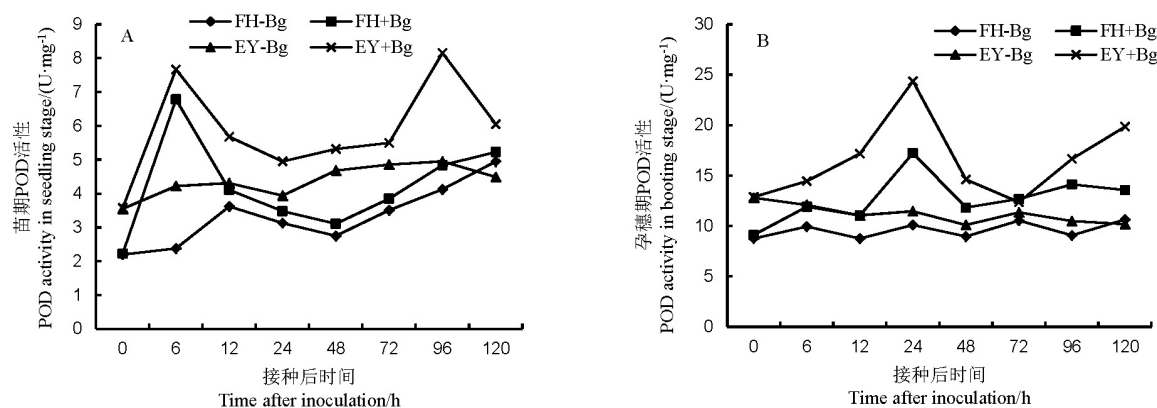 A
FH-Bg
FH+Bg
EY-Bg
EY+Bg
苗期POD活性
POD activity in seedling stage/(U·mg⁻¹)
9
8
7
6
5
4
3
2
1
0
0 6 12 24 48 72 96 120
接种后时间
Time after inoculation/h
B
FH-Bg
FH+Bg
EY-Bg
EY+Bg
孕穗期POD活性
POD activity in booting stage/(U·mg⁻¹)
30
25
20
15
10
5
0
0 6 12 24 48 72 96 120
接种后时间
Time after inoculation/h